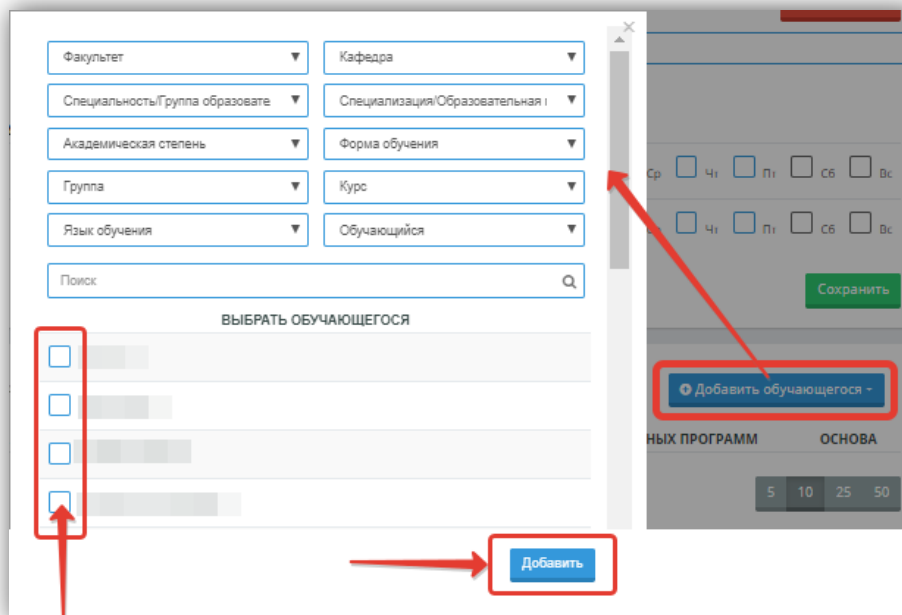 ×
Факультет Кафедра
Специальность/Группа образовате Специализация/Образовательная
Академическая степень Форма обучения
Ср Чт Пт Сб Вс
Группа Курс
Язык обучения Обучающийся
Чт Пт Сб Вс
Поиск
Сохранить
ВЫБРАТЬ ОБУЧАЮЩЕГОСЯ
Добавить обучающегося
НЫХ ПРОГРАММ ОСНОВА
5 10 25 50
Добавить